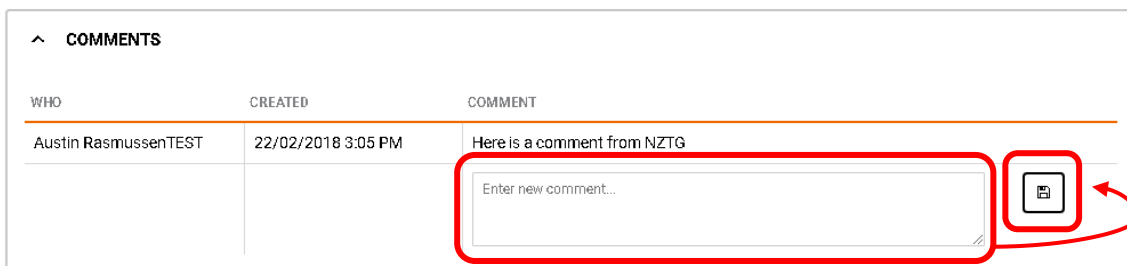 COMMENTS
WHO CREATED COMMENT
Austin RasmussenTEST 22/02/2018 3:05 PM Here is a comment from NZTG
Enter new comment...